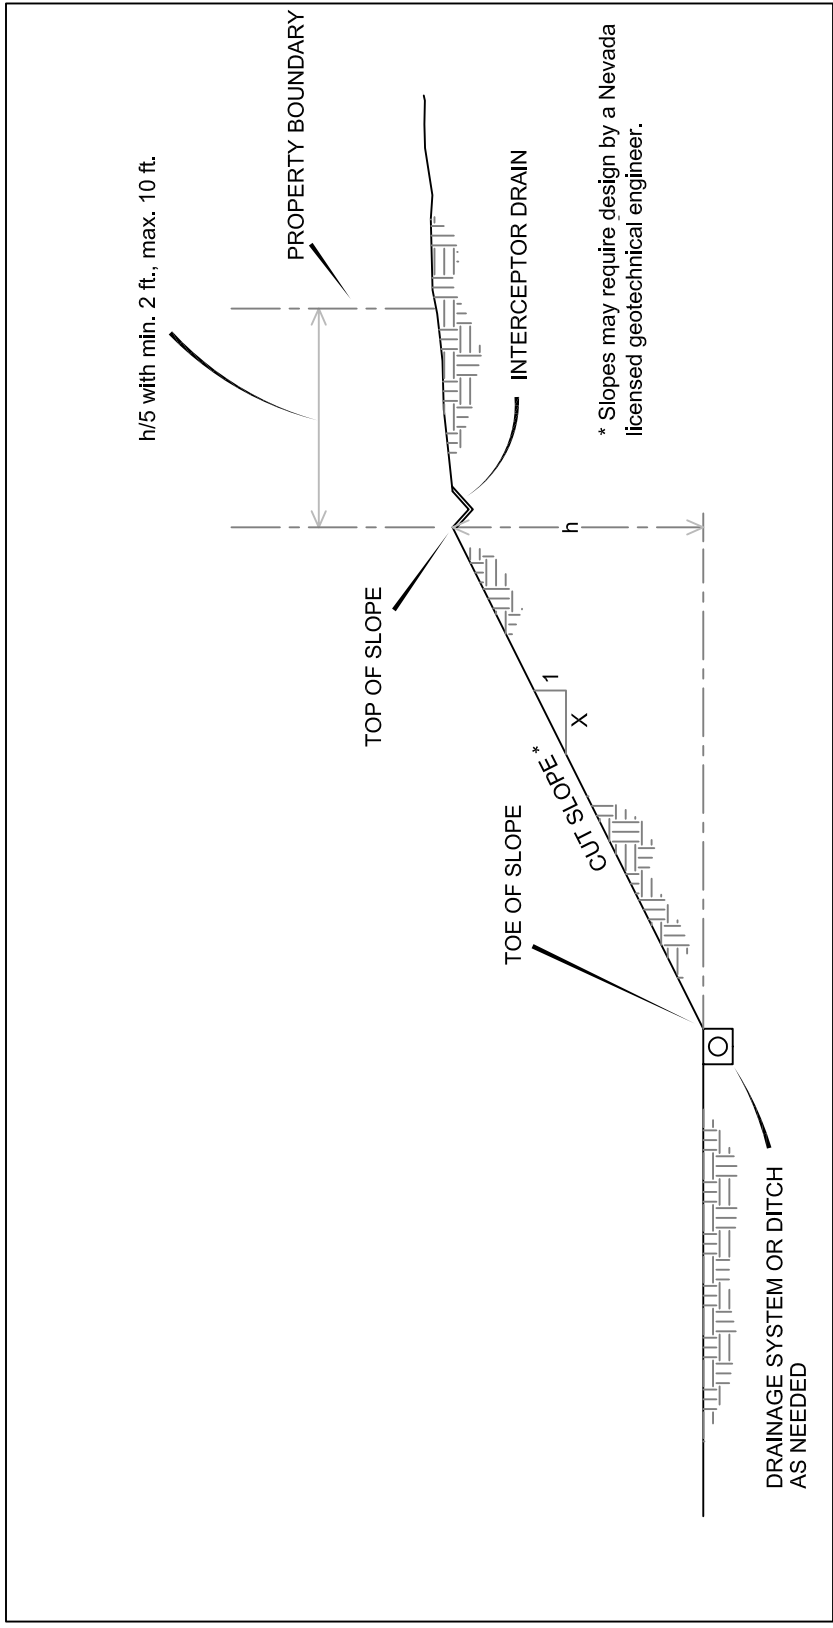 h/5 with min. 2 ft., max. 10 ft.
PROPERTY BOUNDARY
TOP OF SLOPE
INTERCEPTOR DRAIN
h
1
X
CUT SLOPE*
TOE OF SLOPE
* Slopes may require design by a Nevada
licensed geotechnical engineer.
DRAINAGE SYSTEM OR DITCH
AS NEEDED